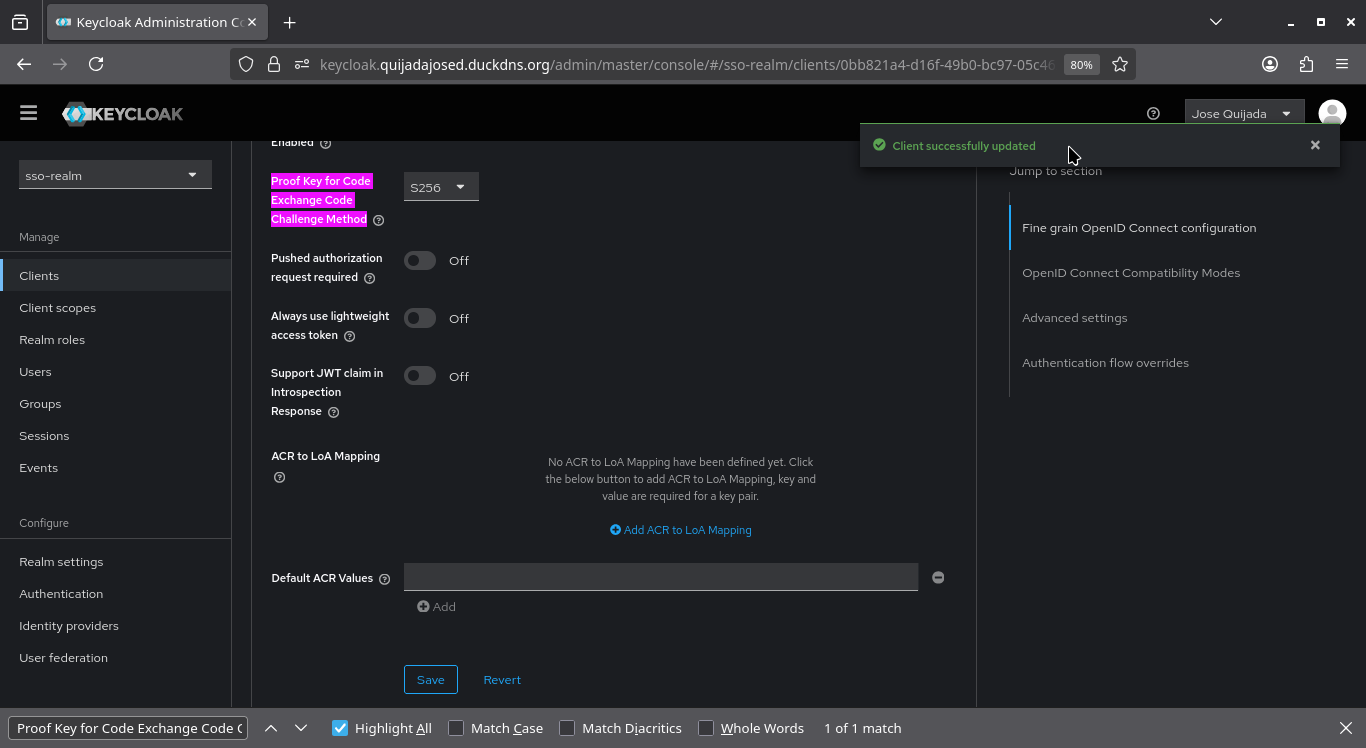 Keycloak Administration Co
keycloak.quijadajosed.duckdns.org/admin/master/console/#/sso-realm/clients/0bb821a4-d16f-49b0-bc97-05c46
80%
KEYCLOAK
Jose Quijada
Client successfully updated
sso-realm
Manage
Clients
Client scopes
Realm roles
Users
Groups
Sessions
Events
Configure
Realm settings
Authentication
Identity providers
User federation
Enabled
Proof Key for Code
Exchange Code
Challenge Method
S256
Pushed authorization
request required
Off
Always use lightweight
access token
Off
Support JWT claim in
Introspection
Response
Off
ACR to LoA Mapping
No ACR to LoA Mapping have been defined yet. Click
the below button to add ACR to LoA Mapping, key and
value are required for a key pair.
Add ACR to LoA Mapping
Default ACR Values
Add
Save
Revert
Jump to section
Fine grain OpenID Connect configuration
OpenID Connect Compatibility Modes
Advanced settings
Authentication flow overrides
Proof Key for Code Exchange Code C
Highlight All
Match Case
Match Diacritics
Whole Words
1 of 1 match